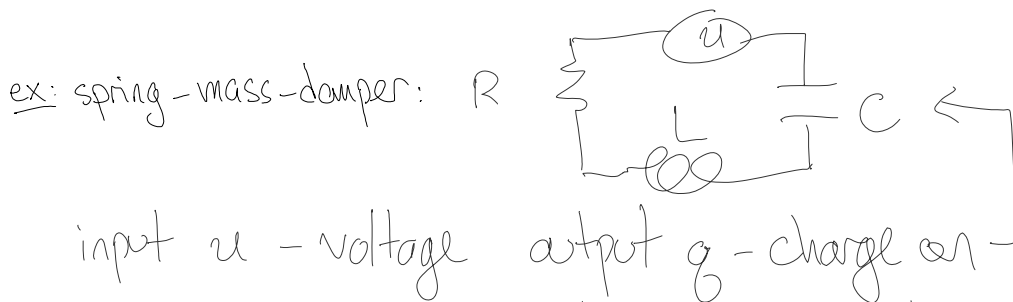 u
ex: spring-mass-damper: R
L
C
input u - voltage output q - charge on -